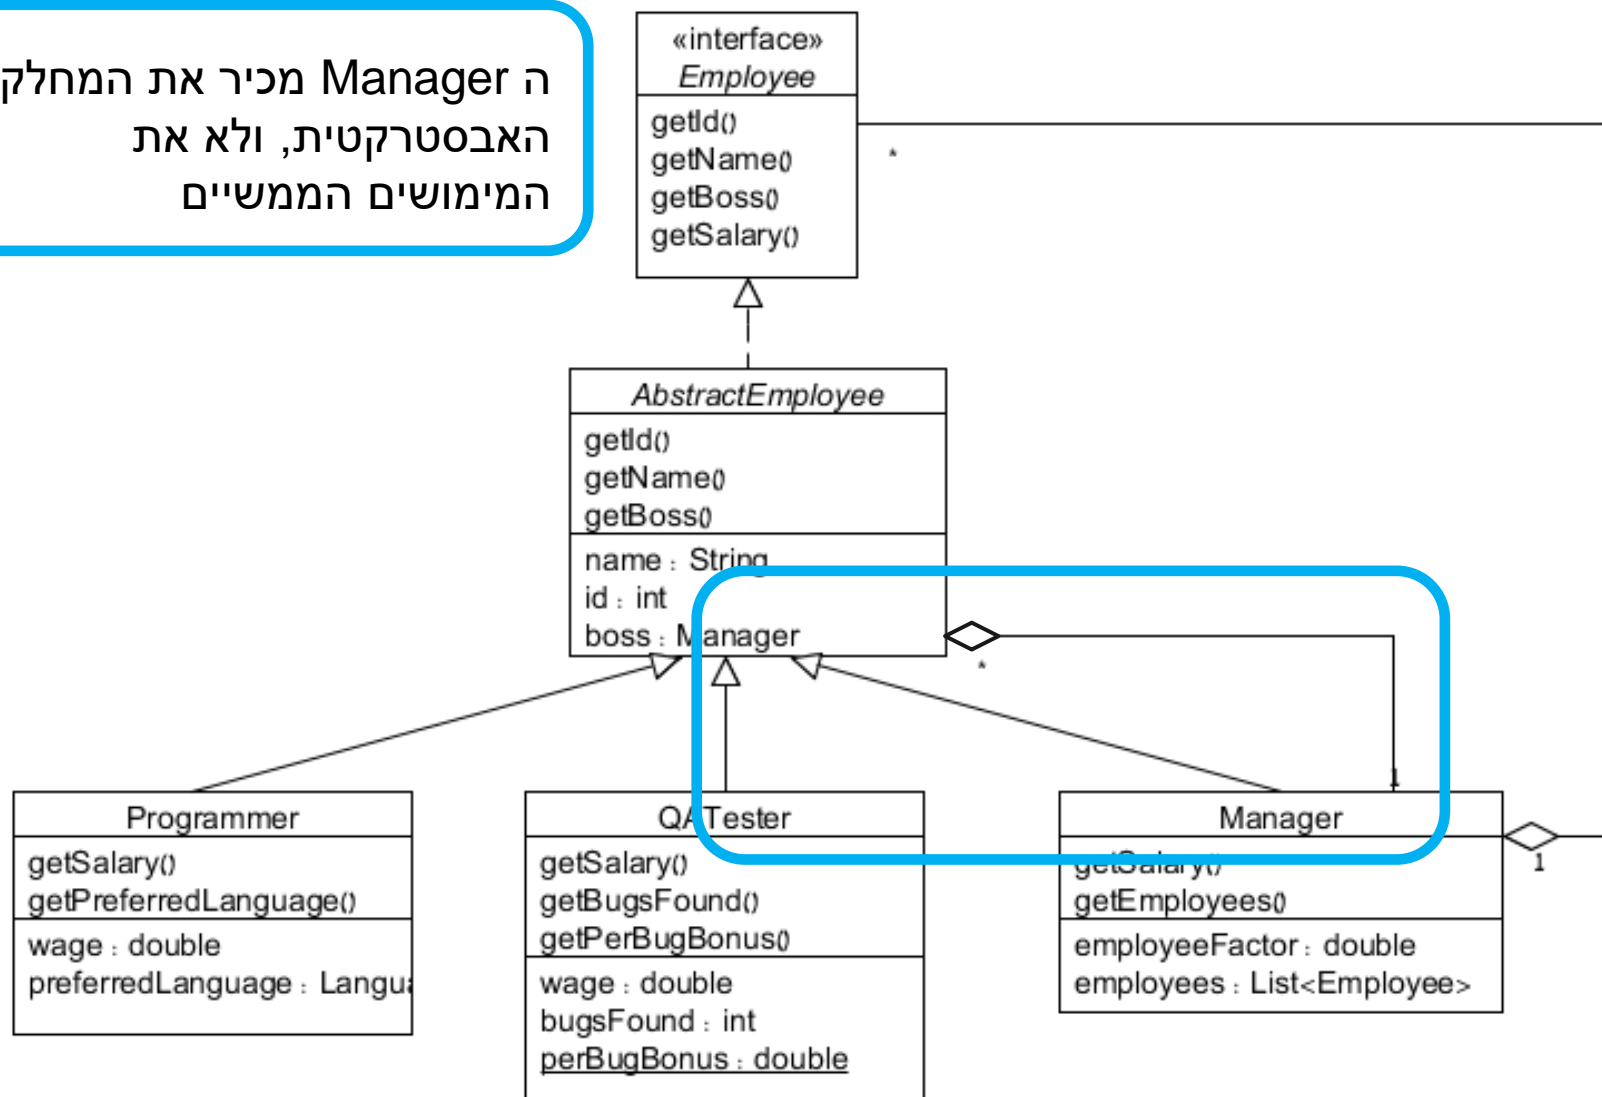 ה Manager מכיר את
האבסטרקטית, ולא את
המימושים הממשיים
«interface»
Employee
getId()
getName()
getBoss()
getSalary()
*
AbstractEmployee
getId()
getName()
getBoss()
name : String
id : int
boss : Manager
*
1
Programmer
getSalary()
getPreferredLanguage()
wage : double
preferredLanguage :
QATester
getSalary()
getBugsFound()
getPerBugBonus()
wage : double
bugsFound : int
perBugBonus : double
Manager
getSalary()
getEmployees()
employeeFactor : double
employees : List<Employee>
1